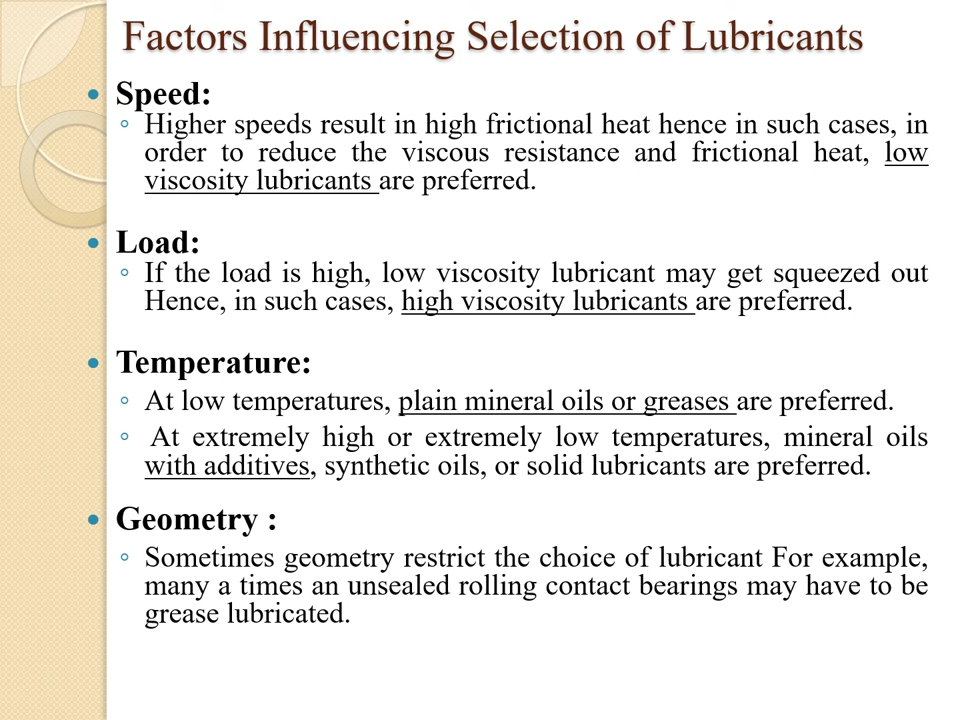 Factors Influencing Selection of Lubricants
• Speed:
◦ Higher speeds result in high frictional heat hence in such cases, in
order to reduce the viscous resistance and frictional heat, low
viscosity lubricants are preferred.
• Load:
◦ If the load is high, low viscosity lubricant may get squeezed out
Hence, in such cases, high viscosity lubricants are preferred.
• Temperature:
◦ At low temperatures, plain mineral oils or greases are preferred.
◦ At extremely high or extremely low temperatures, mineral oils
with additives, synthetic oils, or solid lubricants are preferred.
• Geometry :
◦ Sometimes geometry restrict the choice of lubricant For example,
many a times an unsealed rolling contact bearings may have to be
grease lubricated.